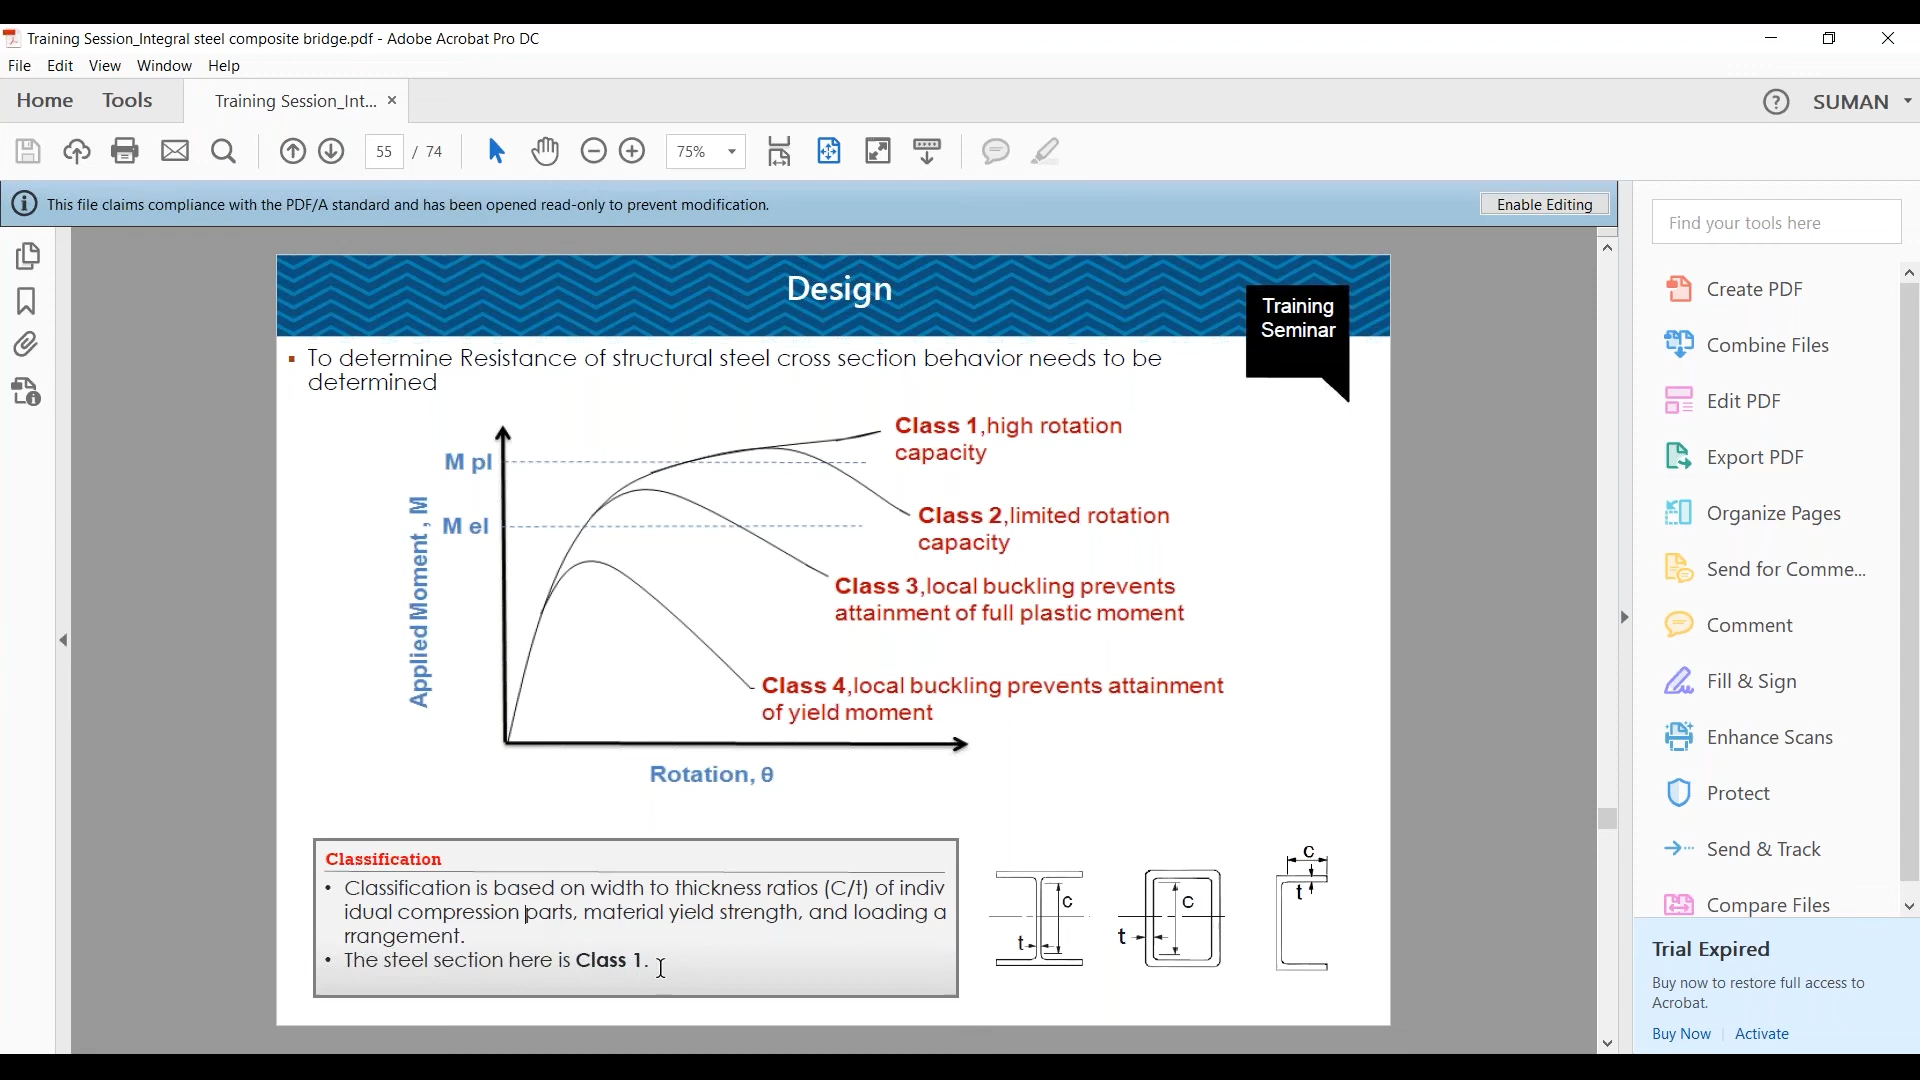 Training Session_Integral steel composite bridge.pdf - Adobe Acrobat Pro DC
File Edit View Window Help
Home Tools Training Session_Int... × SUMAN
55 / 74 75%
This file claims compliance with the PDF/A standard and has been opened read-only to prevent modification. Enable Editing
Design
Training
Seminar
▪ To determine Resistance of structural steel cross section behavior needs to be
determined
Applied Moment , M
M pl
M el
Class 1,high rotation
capacity
Class 2,limited rotation
capacity
Class 3,local buckling prevents
attainment of full plastic moment
Class 4,local buckling prevents attainment
of yield moment
Rotation, θ
Classification
• Classification is based on width to thickness ratios (C/t) of indiv
idual compression parts, material yield strength, and loading a
rrangement.
• The steel section here is Class 1.
c
t
c
t
c
t
Find your tools here
Create PDF
Combine Files
Edit PDF
Export PDF
Organize Pages
Send for Comme...
Comment
Fill & Sign
Enhance Scans
Protect
Send & Track
Compare Files
Trial Expired
Buy now to restore full access to
Acrobat.
Buy Now Activate